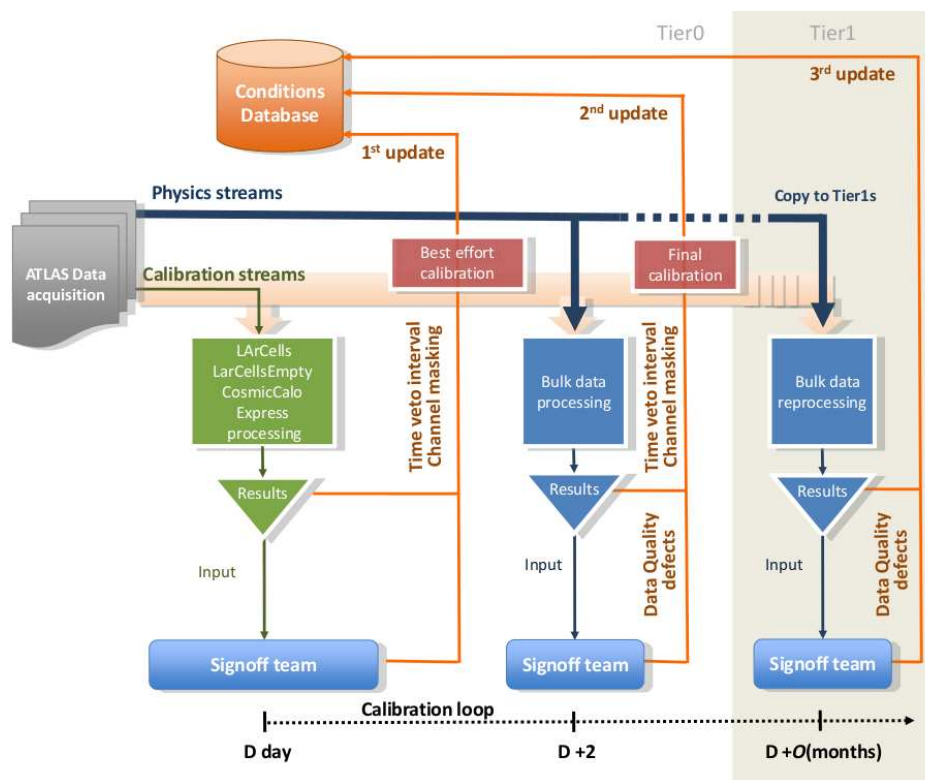 Tier0
Tier1
Conditions
Database
3rd update
2nd update
1st update
Physics streams
Copy to Tier1s
ATLAS Data
acquisition
Calibration streams
Best effort
calibration
Final
calibration
LArCells
LarCellsEmpty
CosmicCalo
Express
processing
Time veto interval
Channel masking
Bulk data
processing
Time veto interval
Channel masking
Bulk data
reprocessing
Results
Results
Results
Input
Input
Data Quality
defects
Input
Data Quality
defects
Signoff team
Signoff team
Signoff team
Calibration loop
D day
D +2
D +O(months)